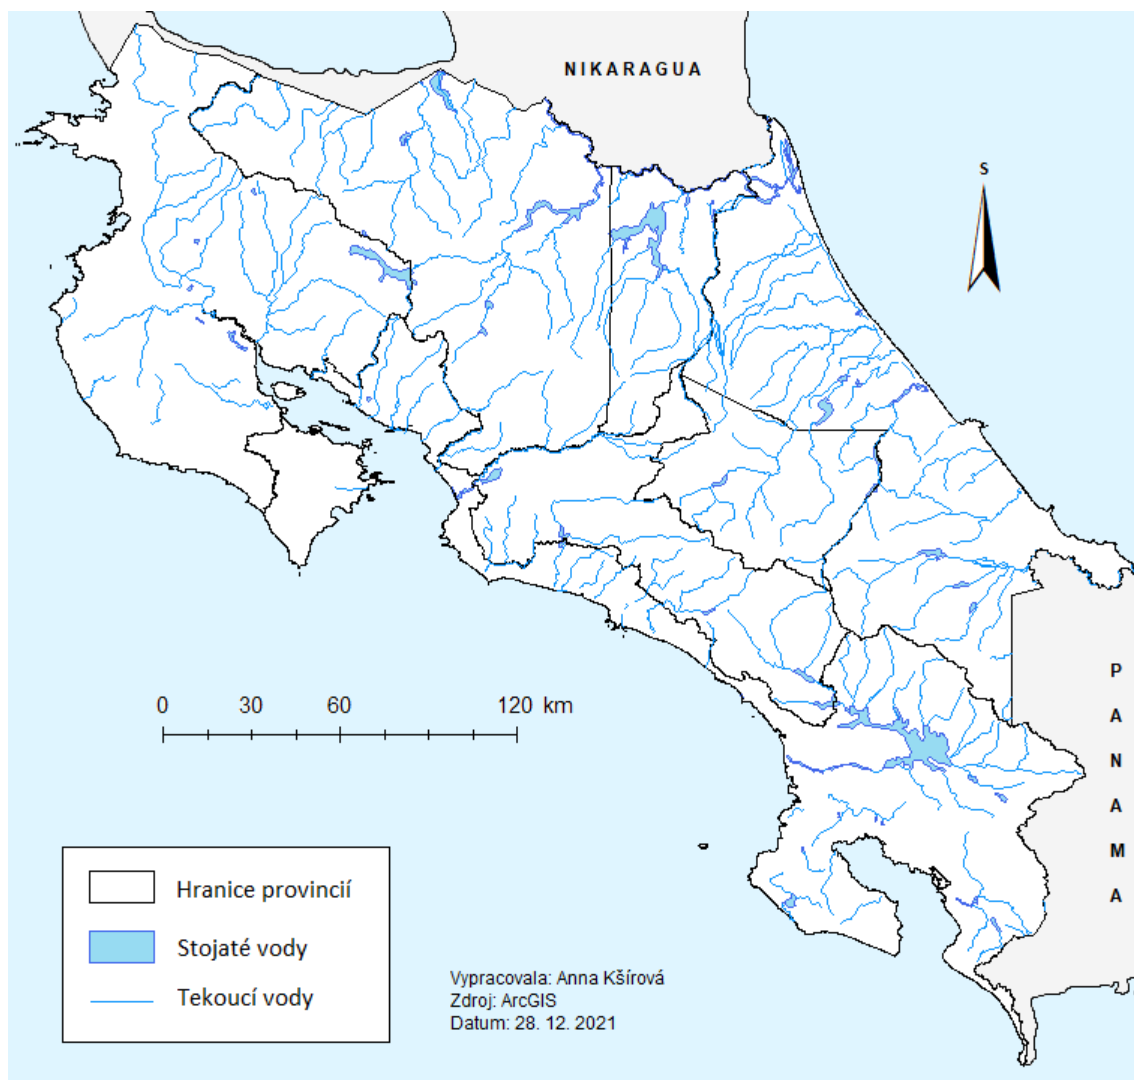 NIKARAGUA
S
PANAMA
0 30 60 120 km
Hranice provincií
Stojaté vody
Tekoucí vody
Vypracovala: Anna Kšírová
Zdroj: ArcGIS
Datum: 28. 12. 2021